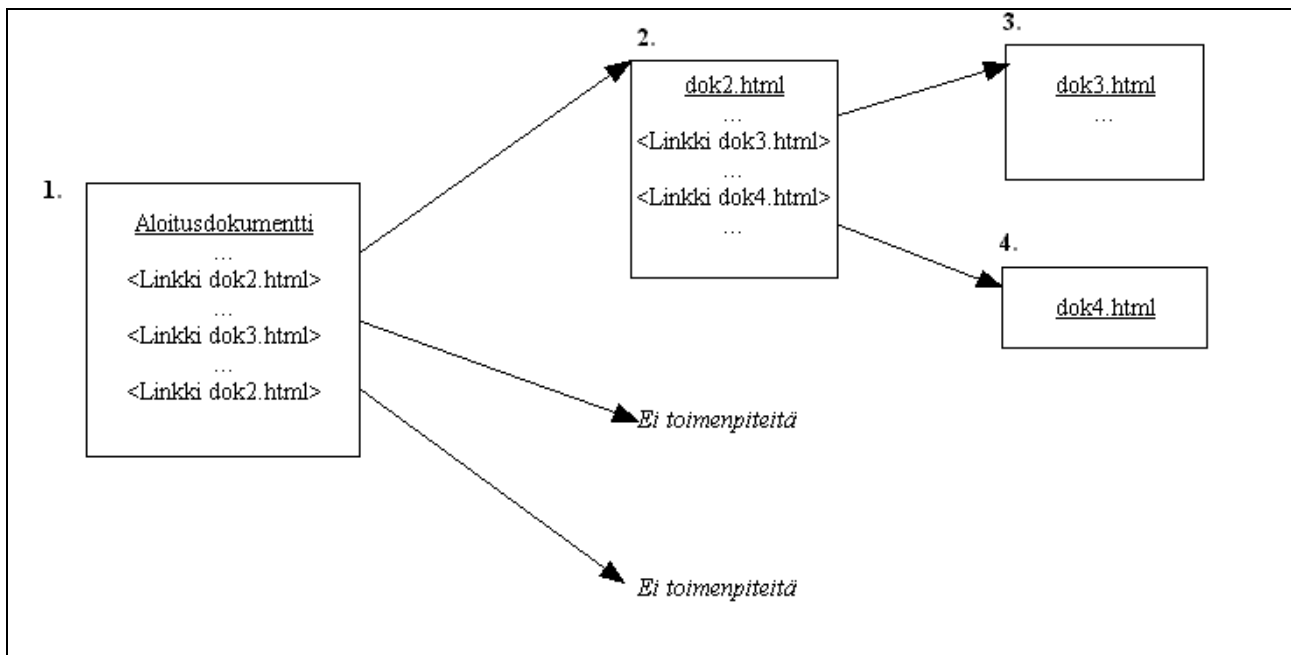 1.
Aloitusdokumentti
...
<Linkki dok2.html>
...
<Linkki dok3.html>
...
<Linkki dok2.html>
2.
dok2.html
...
<Linkki dok3.html>
...
<Linkki dok4.html>
...
3.
dok3.html
...
4.
dok4.html
Ei toimenpiteitä
Ei toimenpiteitä